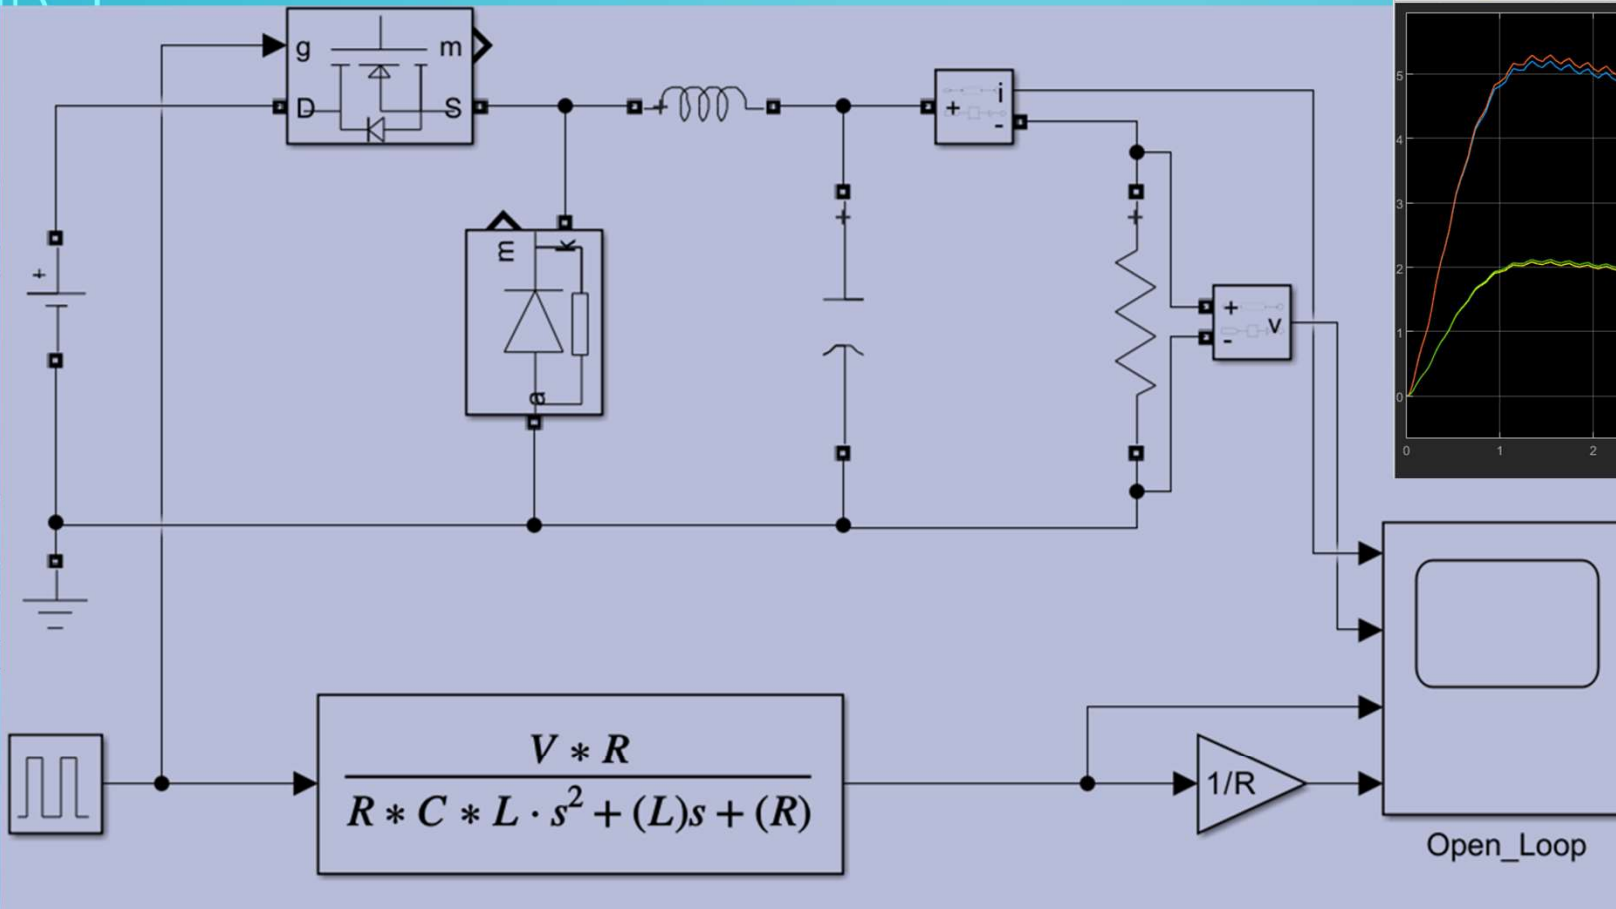 g m
D S
+
+
i
+
-
5
4
3
2
1
0
0 1 2
m k
a
+
+
+
v
-
V * R
R * C * L · s² + (L)s + (R)
1/R
Open_Loop